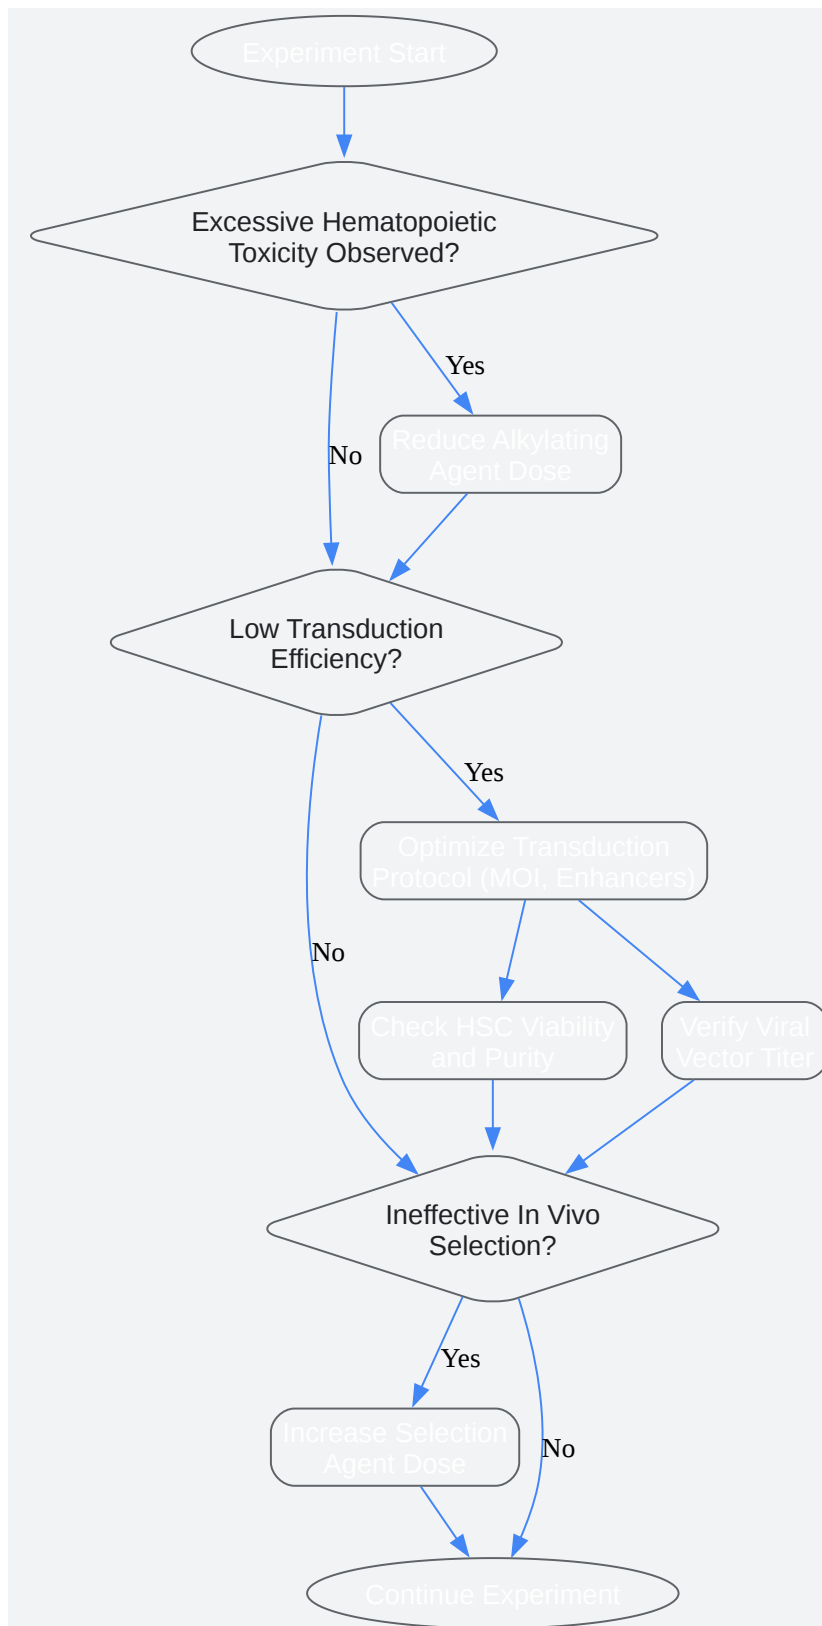 Experiment Start
Excessive Hematopoietic
Toxicity Observed?
Yes
Reduce Alkylating
Agent Dose
No
Low Transduction
Efficiency?
Yes
Optimize Transduction
Protocol (MOI, Enhancers)
No
Check HSC Viability
and Purity
Verify Viral
Vector Titer
Ineffective In Vivo
Selection?
Yes
Increase Selection
Agent Dose
No
Continue Experiment